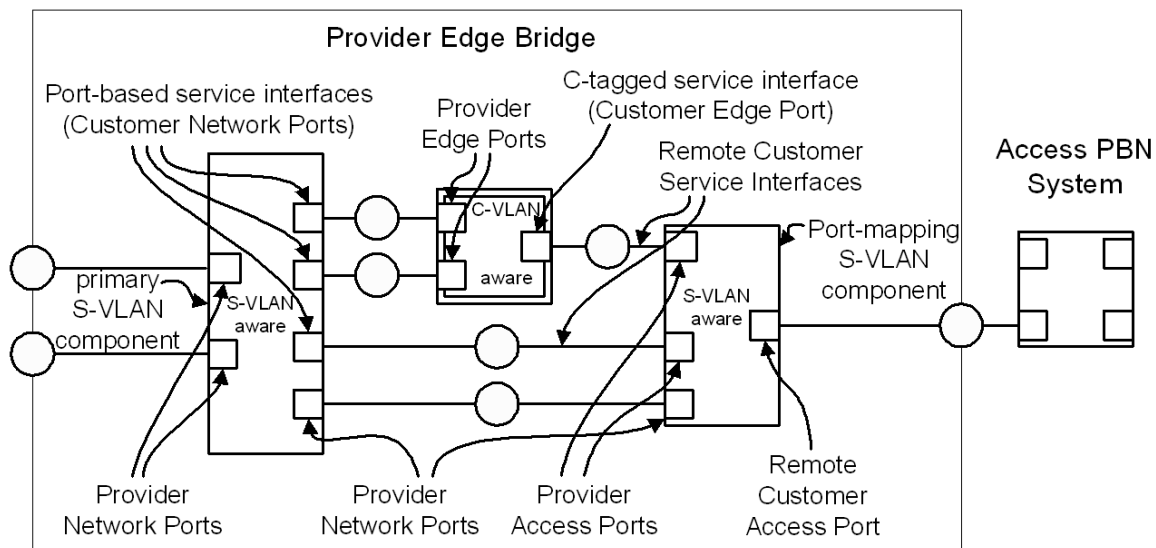 Provider Edge Bridge
Port-based service interfaces
(Customer Network Ports)
Provider
Edge Ports
C-tagged service interface
(Customer Edge Port)
Remote Customer
Service Interfaces
Access PBN
System
C-VLAN
aware
Port-mapping
S-VLAN
component
primary
S-VLAN
component
S-VLAN
aware
S-VLAN
aware
Provider
Network Ports
Provider
Network Ports
Provider
Access Ports
Remote
Customer
Access Port